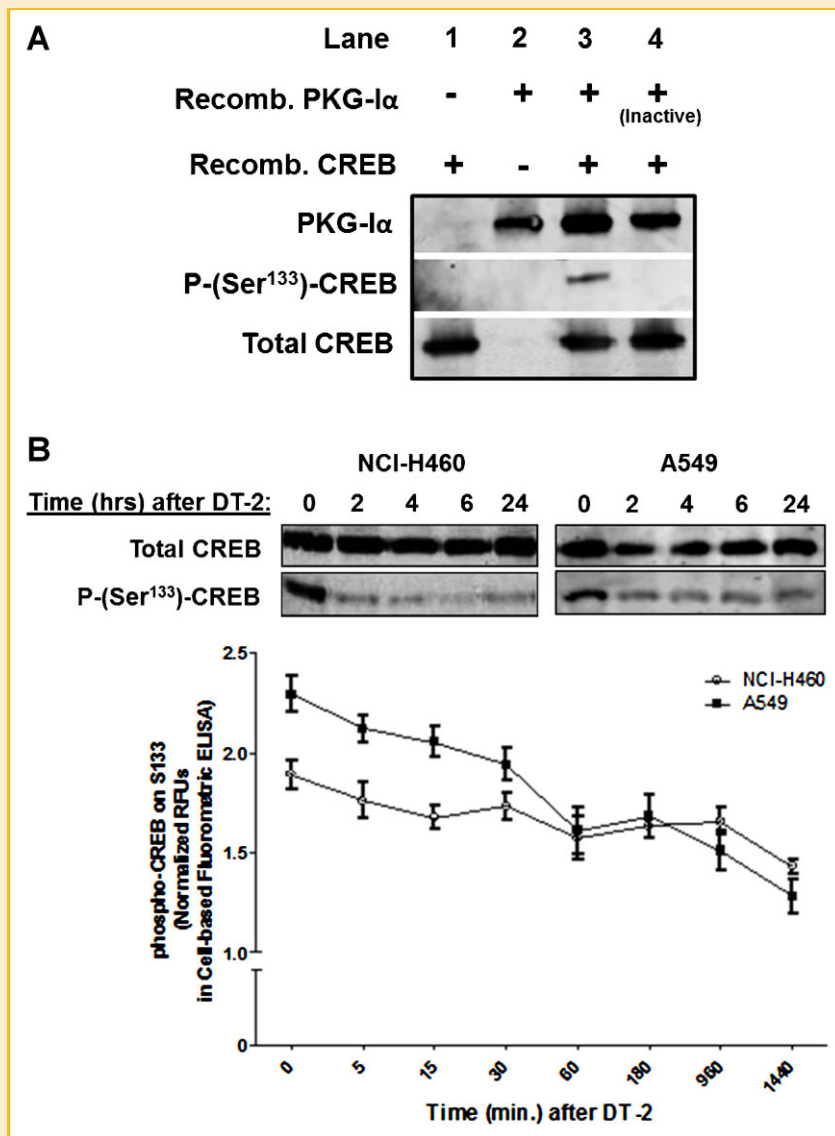 A
Lane 1 2 3 4
Recomb. PKG-Iα - + + +
(Inactive)
Recomb. CREB + - + +
PKG-Iα
P-(Ser¹³³)-CREB
Total CREB
B
NCI-H460 A549
Time (hrs) after DT-2: 0 2 4 6 24 0 2 4 6 24
Total CREB
P-(Ser¹³³)-CREB
phospho-CREB on S133
(Normalized RFUs
in Cell-based Fluorometric ELISA)
2.5
2.0
1.5
1.0
0
NCI-H460
A549
0 5 15 30 60 180 960 1440
Time (min.) after DT-2